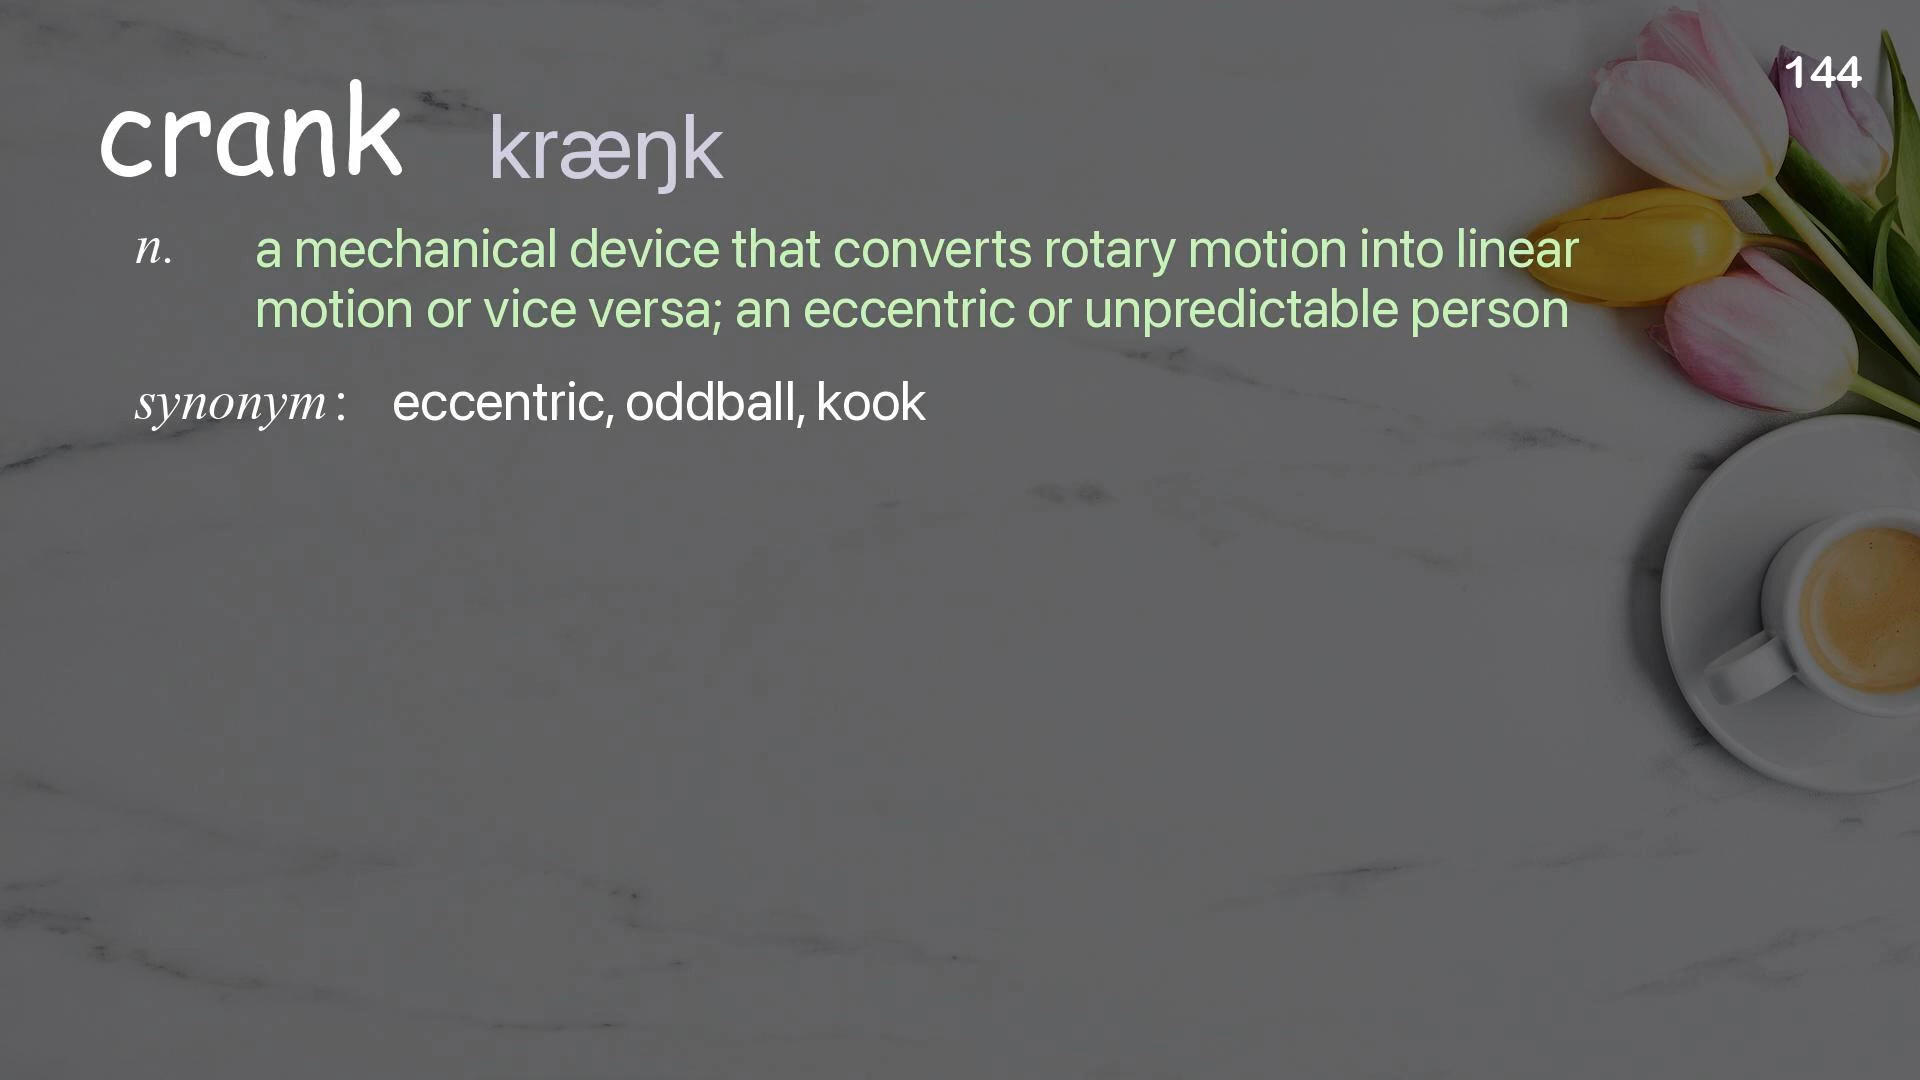 144
crank kræŋk
n. a mechanical device that converts rotary motion into linear
motion or vice versa; an eccentric or unpredictable person
synonym: eccentric, oddball, kook